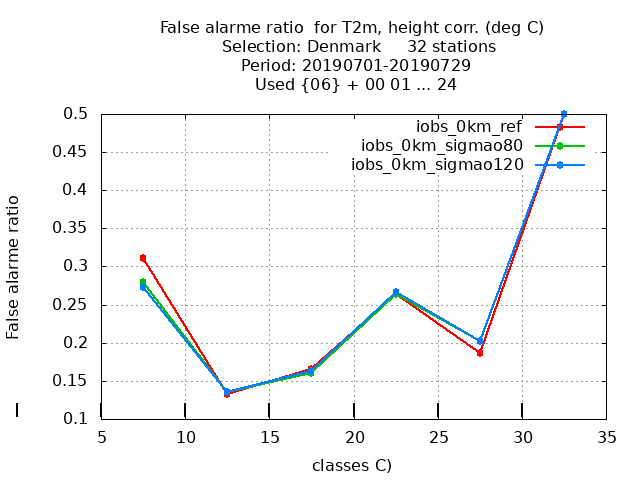 False alarme ratio  for T2m, height corr. (deg C)
Selection: Denmark     32 stations
Period: 20190701-20190729
Used {06} + 00 01 ... 24
iobs_0km_ref
iobs_0km_sigmao80
iobs_0km_sigmao120
0.5
0.45
0.4
0.35
0.3
0.25
0.2
0.15
0.1
False alarme ratio
5 10 15 20 25 30 35
classes C)